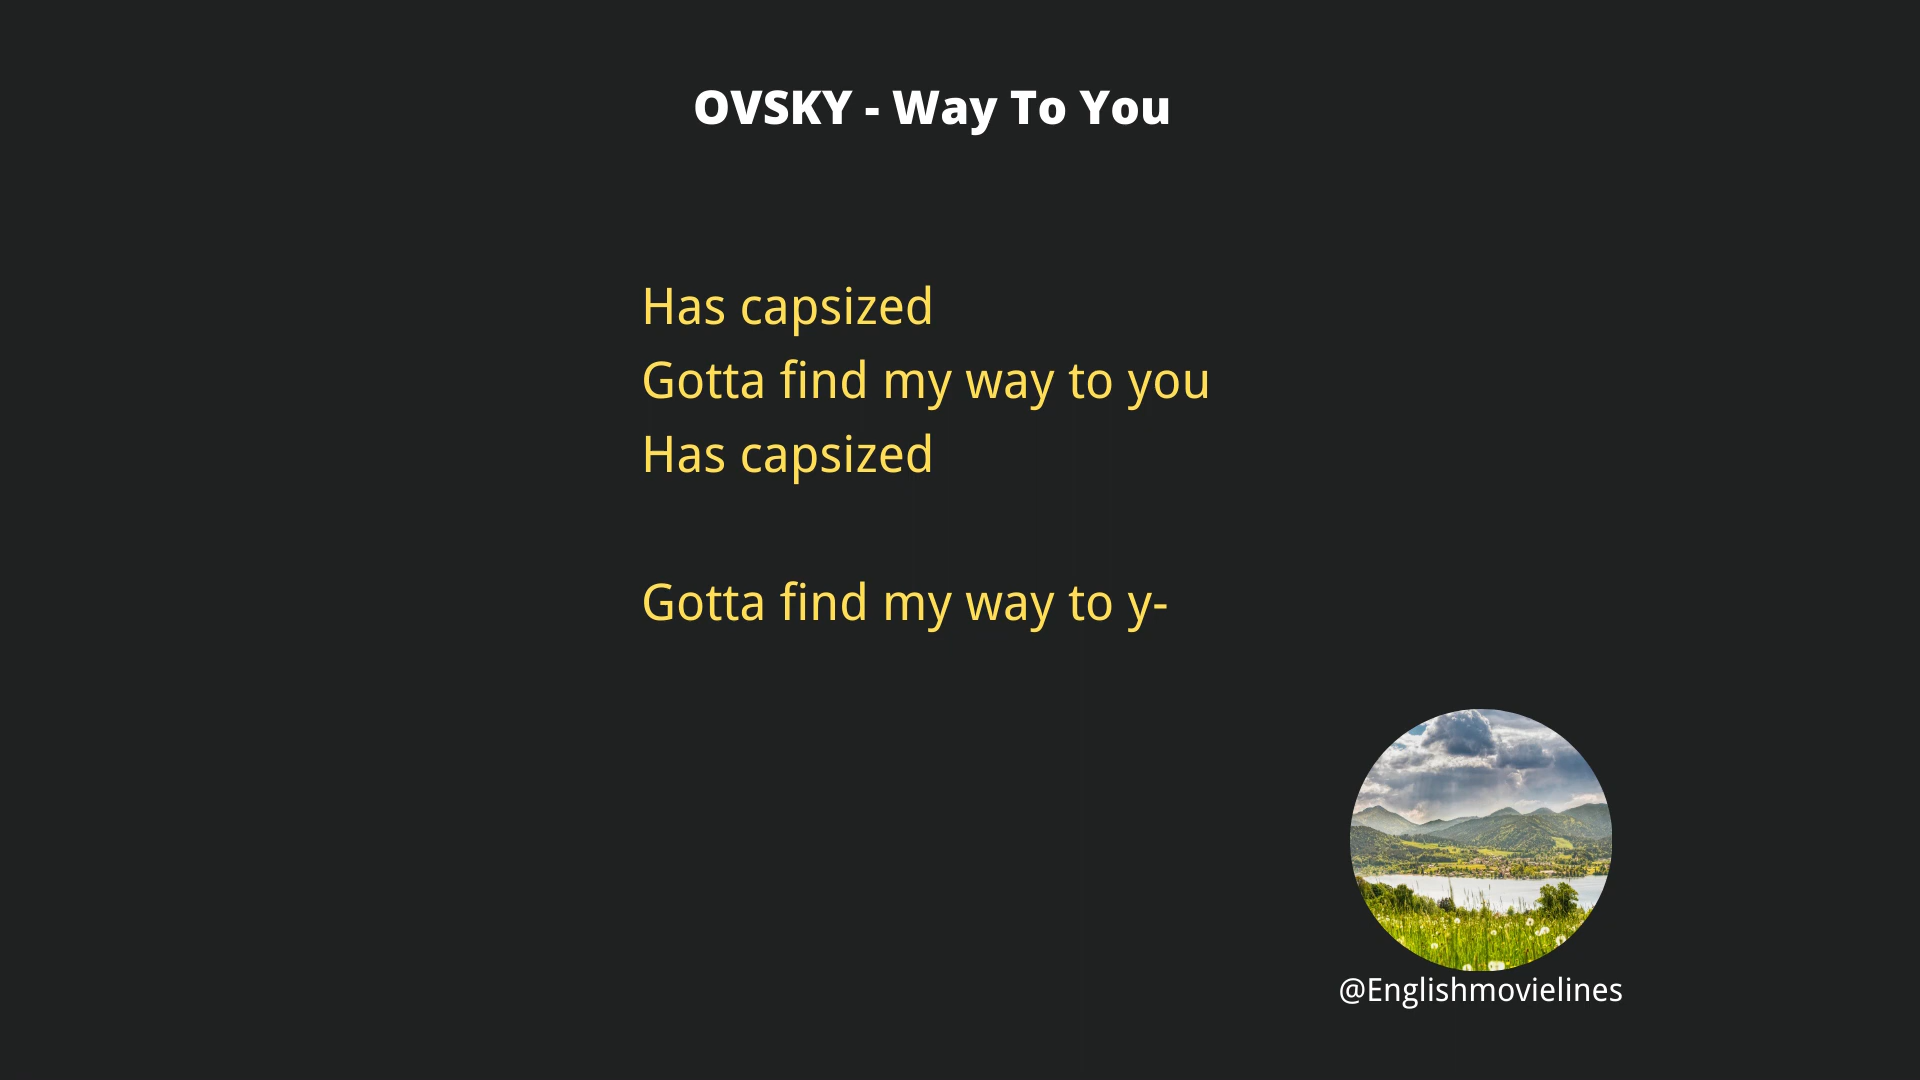 OVSKY - Way To You
Has capsized
Gotta find my way to you
Has capsized
Gotta find my way to y-
@Englishmovielines